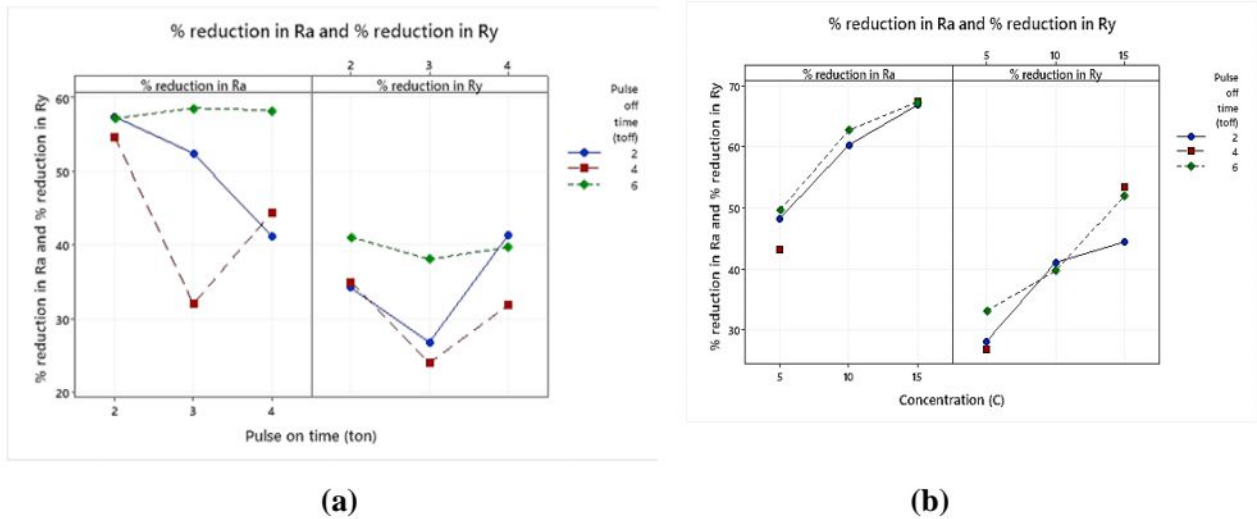 % reduction in Ra and % reduction in Ry
2 3 4
% reduction in Ra % reduction in Ry
60
50
40
30
20
% reduction in Ra and % reduction in Ry
2 3 4
Pulse on time (ton)
Pulse
off
time
(toff)
2
4
6
(a)
% reduction in Ra and % reduction in Ry
5 10 15
% reduction in Ra % reduction in Ry
70
60
50
40
30
% reduction in Ra and % reduction in Ry
5 10 15
Concentration (C)
Pulse
off
time
(toff)
2
4
6
(b)